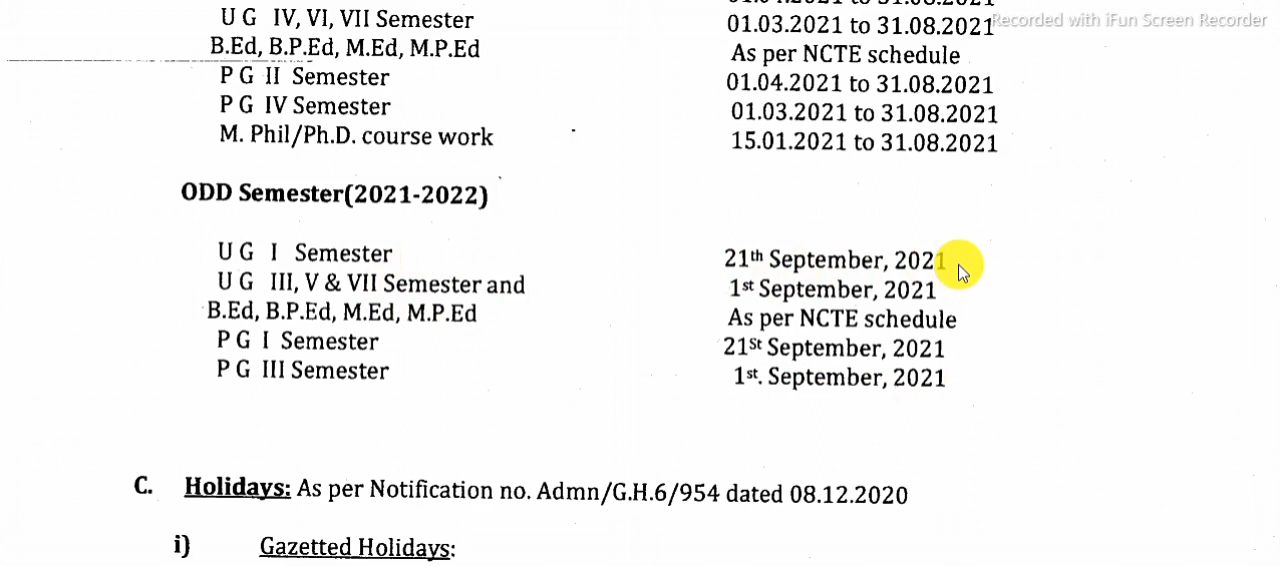 U G IV, VI, VII Semester 01.03.2021 to 31.08.2021
Recorded with iFun Screen Recorder
B.Ed, B.P.Ed, M.Ed, M.P.Ed As per NCTE schedule
P G II Semester 01.04.2021 to 31.08.2021
P G IV Semester 01.03.2021 to 31.08.2021
M. Phil/Ph.D. course work 15.01.2021 to 31.08.2021
ODD Semester(2021-2022)
U G I Semester 21th September, 2021
U G III, V & VII Semester and 1st September, 2021
B.Ed, B.P.Ed, M.Ed, M.P.Ed As per NCTE schedule
P G I Semester 21St September, 2021
P G III Semester 1st. September, 2021
C. Holidays: As per Notification no. Admn/G.H.6/954 dated 08.12.2020
i) Gazetted Holidays: